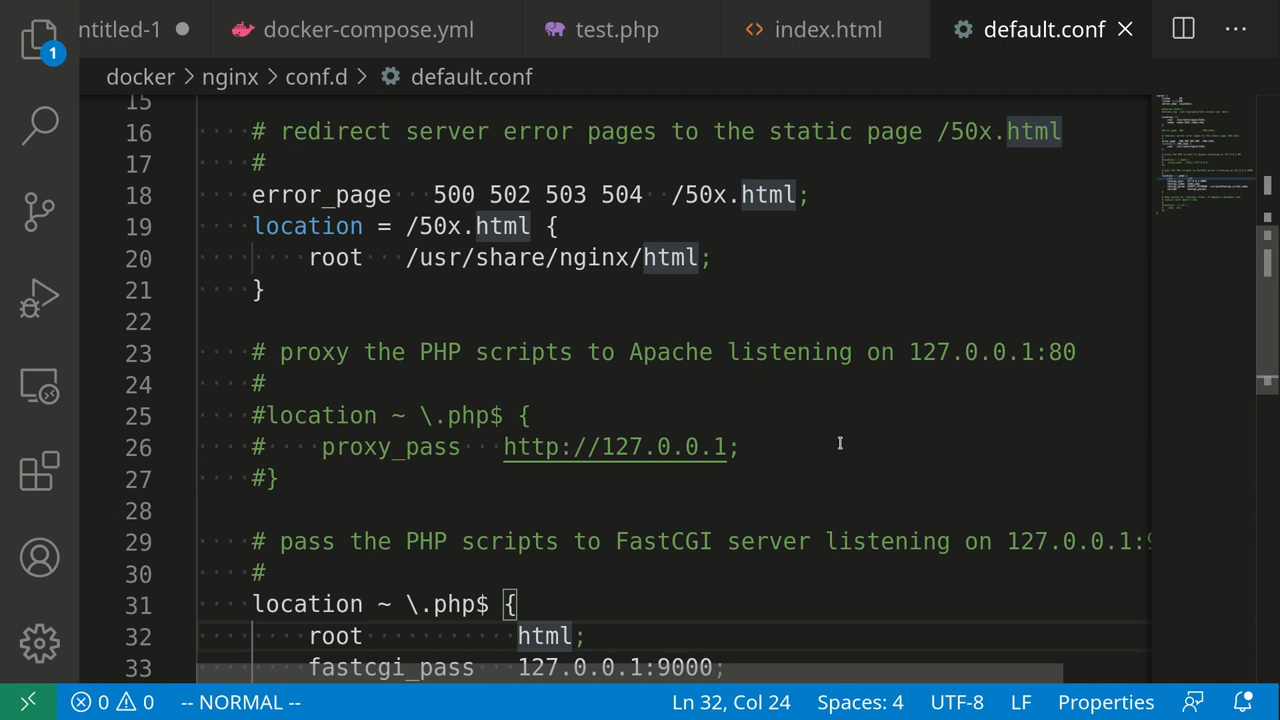 ntitled-1
docker-compose.yml
test.php
index.html
default.conf
1
docker > nginx > conf.d > default.conf
15
16 # redirect server error pages to the static page /50x.html
17 #
18 error_page 500 502 503 504 /50x.html;
19 location = /50x.html {
20 root /usr/share/nginx/html;
21 }
22
23 # proxy the PHP scripts to Apache listening on 127.0.0.1:80
24 #
25 #location ~ \.php$ {
26 # proxy_pass http://127.0.0.1;
27 #}
28
29 # pass the PHP scripts to FastCGI server listening on 127.0.0.1:9
30 #
31 location ~ \.php$ {
32 root html;
33 fastcgi_pass 127.0.0.1:9000;
0 0 -- NORMAL -- Ln 32, Col 24 Spaces: 4 UTF-8 LF Properties